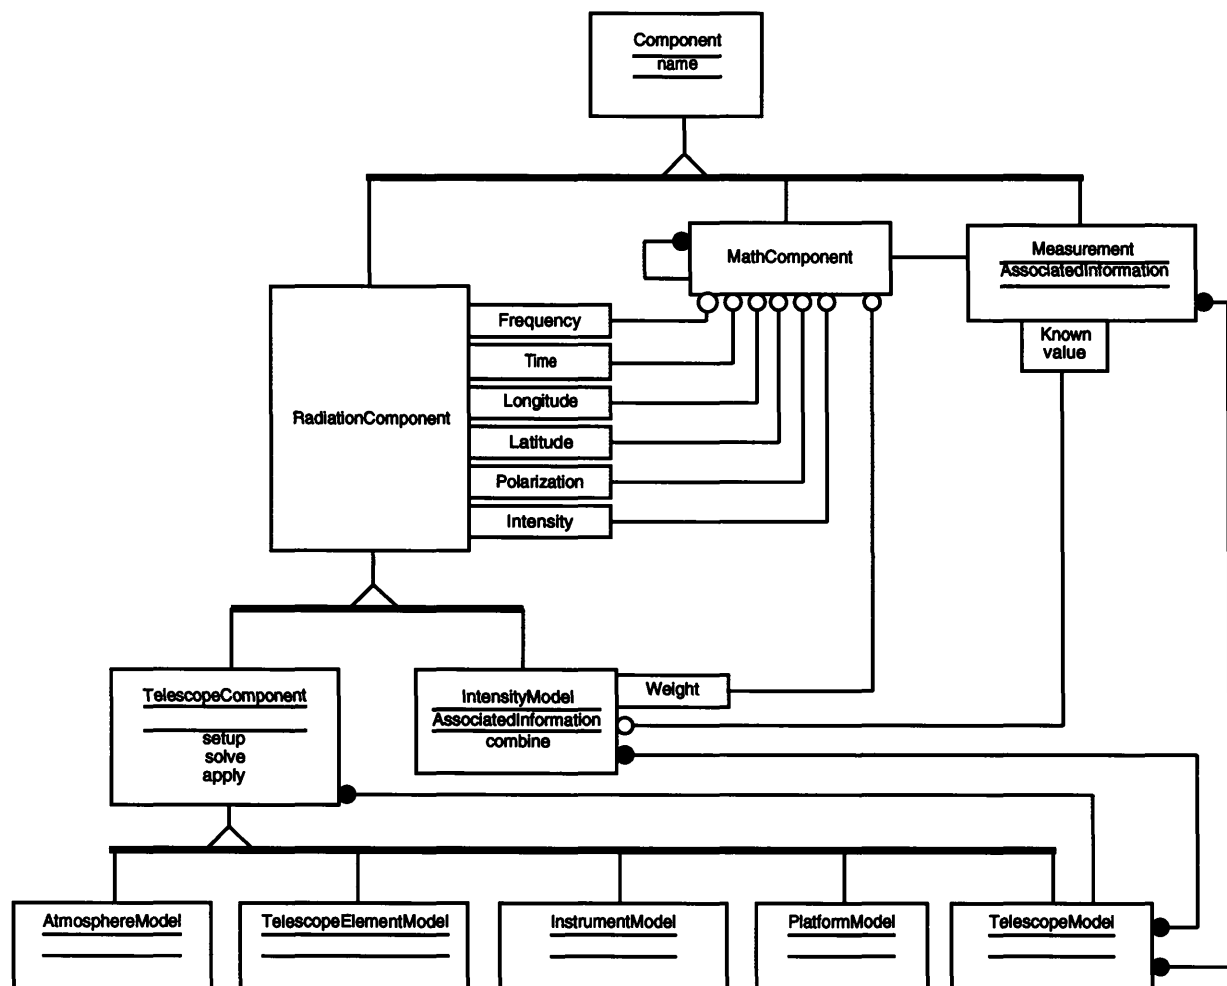 Component
name
MathComponent
Measurement
AssociatedInformation
Known
value
RadiationComponent
Frequency
Time
Longitude
Latitude
Polarization
Intensity
TelescopeComponent
setup
solve
apply
IntensityModel
AssociatedInformation
combine
Weight
AtmosphereModel
TelescopeElementModel
InstrumentModel
PlatformModel
TelescopeModel